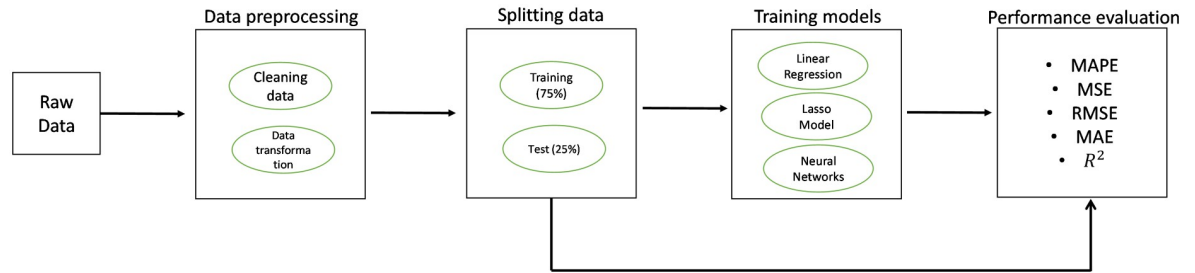 Data preprocessing
Splitting data
Training models
Performance evaluation
Raw
Data
Cleaning
data
Data
transforma
tion
Training
(75%)
Test (25%)
Linear
Regression
Lasso
Model
Neural
Networks
• MAPE
• MSE
• RMSE
• MAE
• R²